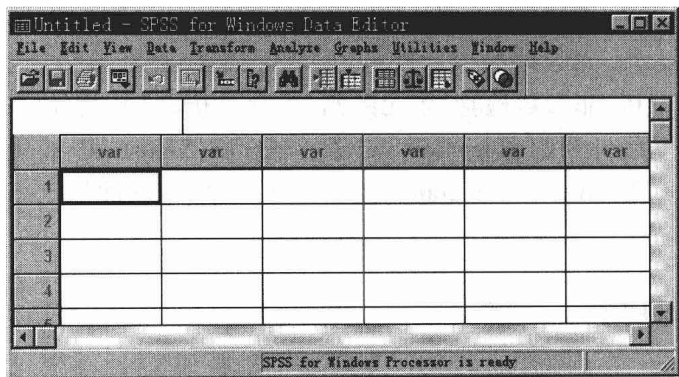 Untitled - SPSS for Windows Data Editor
File Edit View Data Transform Analyze Graphs Utilities Window Help
var var var var var var
1
2
3
4
5
SPSS for Windows Processor is ready